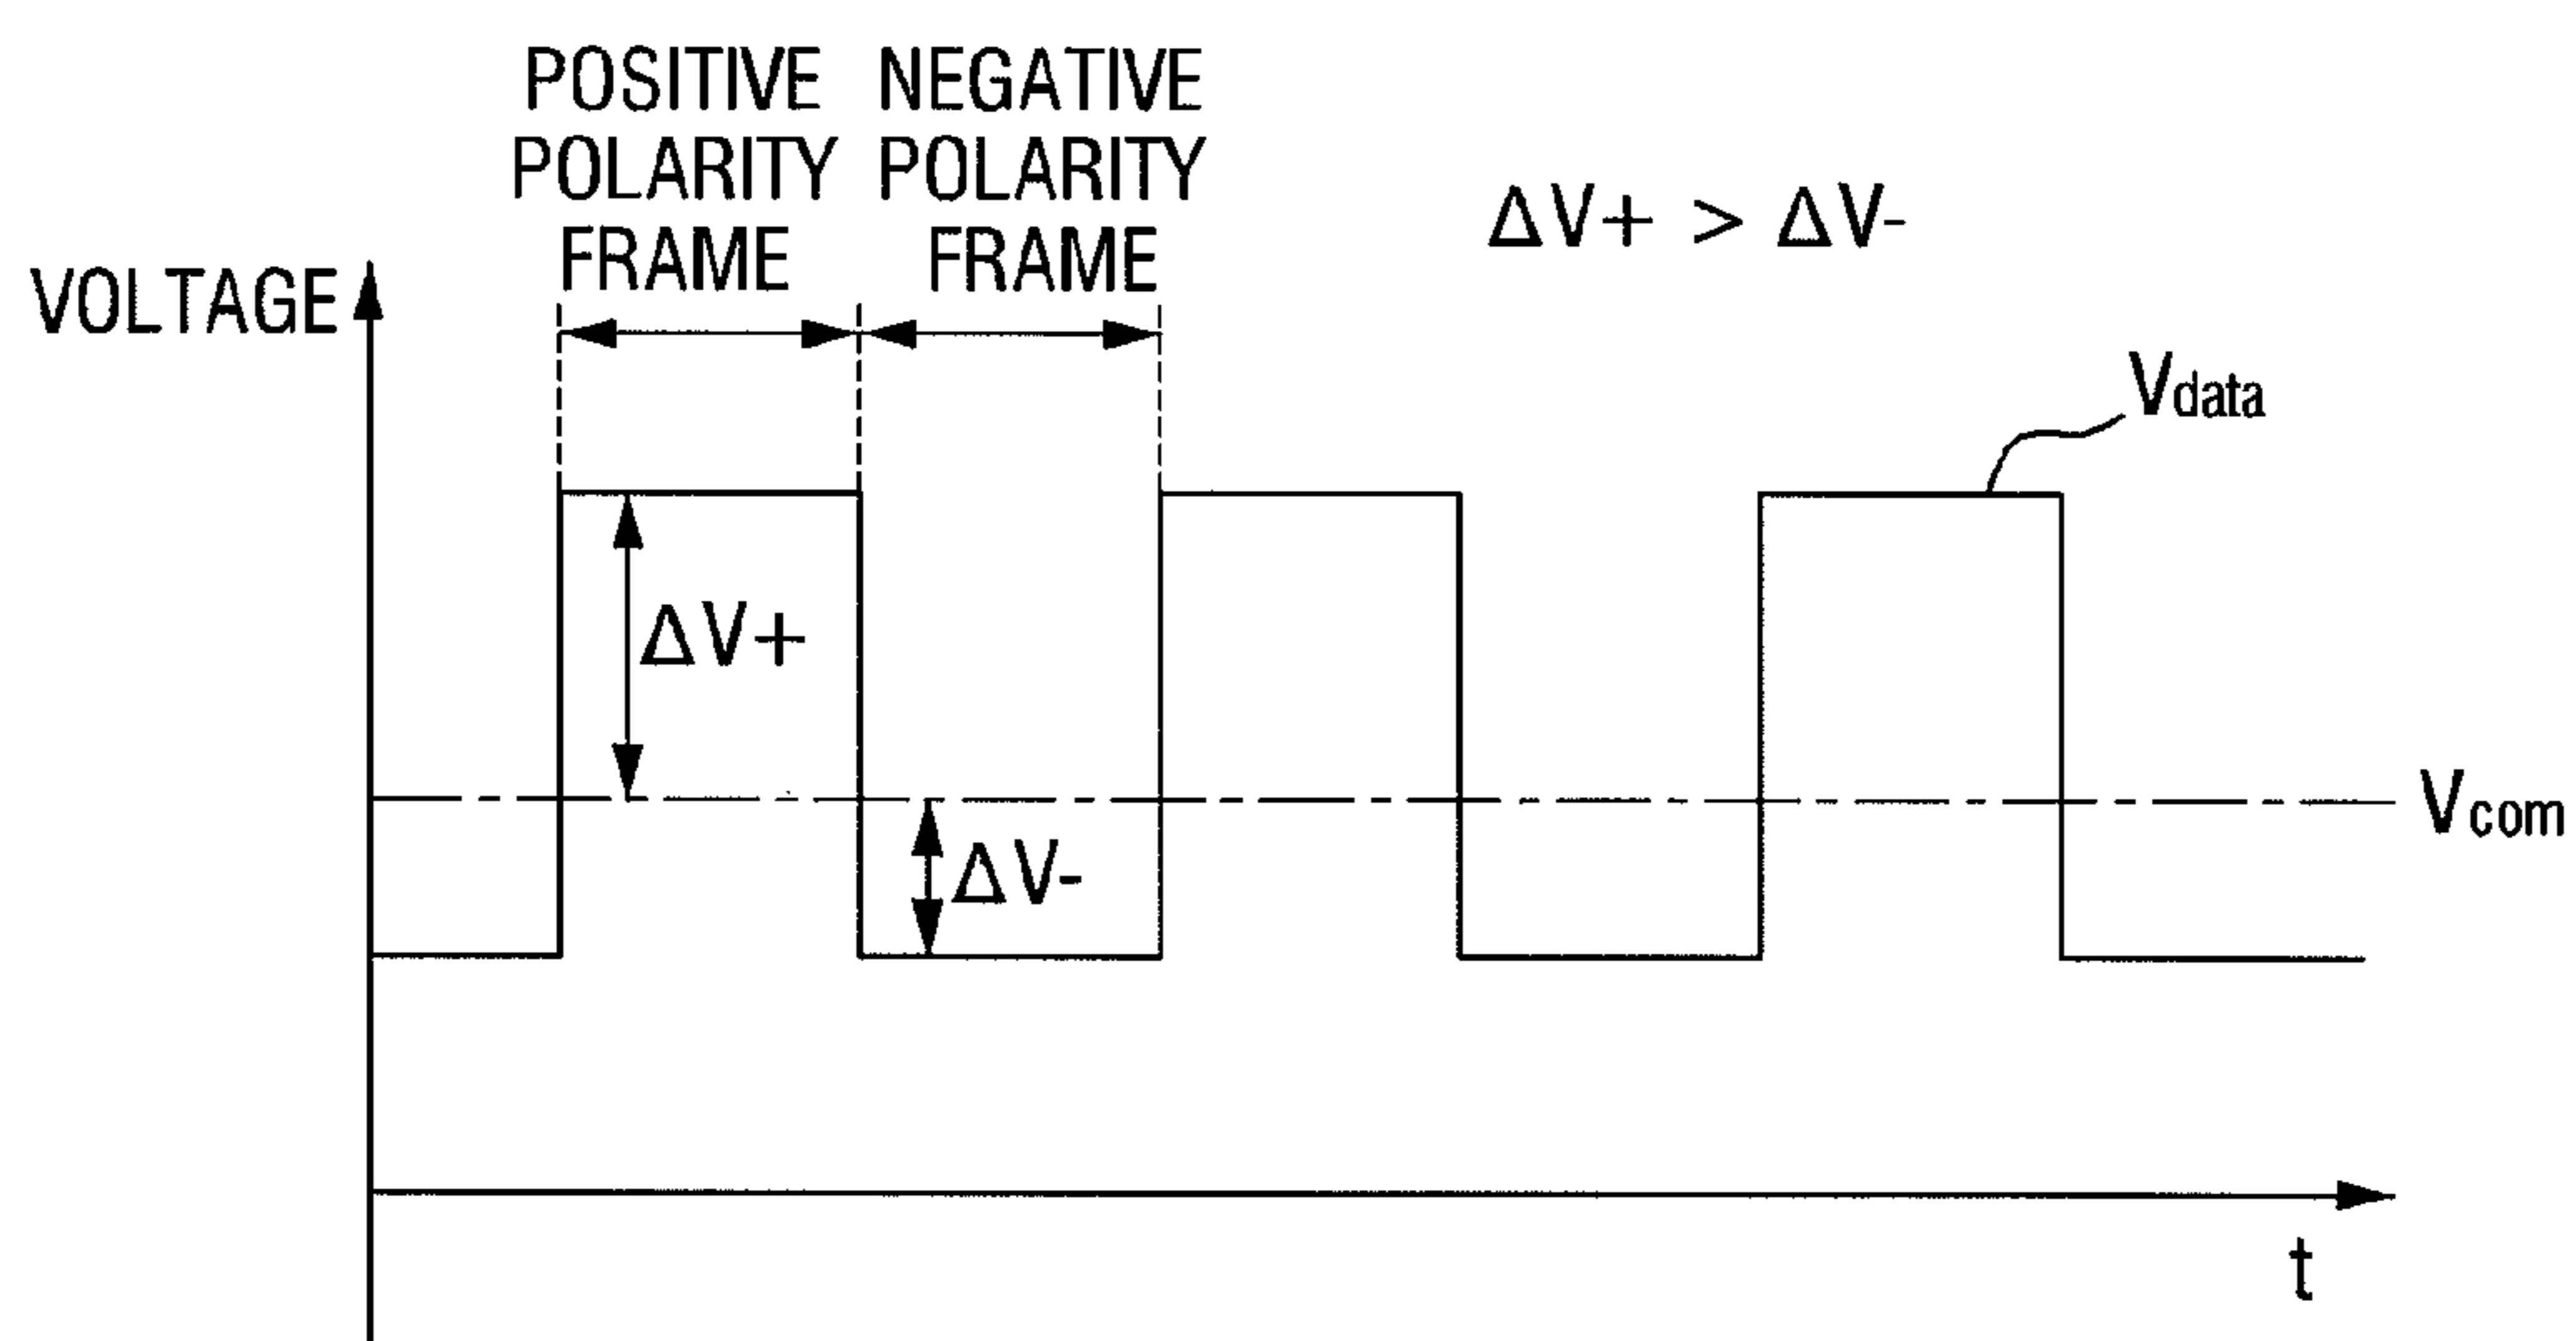 POSITIVE
POLARITY
FRAME
NEGATIVE
POLARITY
FRAME
ΔV+ > ΔV-
VOLTAGE
Vdata
ΔV+
Vcom
ΔV-
t